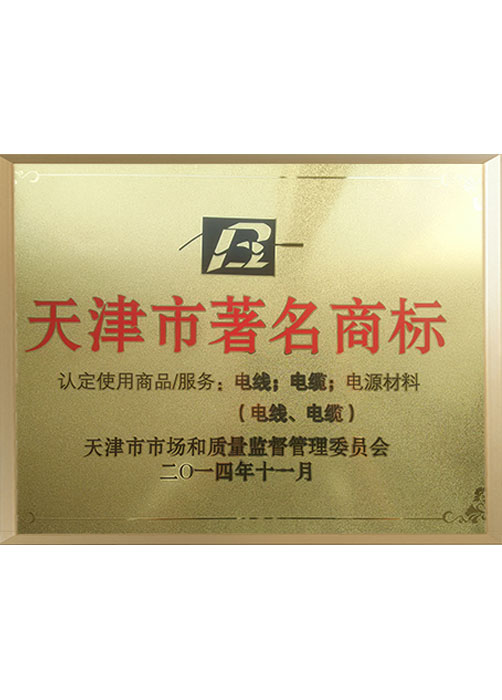 天津市著名商标
认定使用商品/服务：电线；电缆；电源材料
（电线、电缆）
天津市市场和质量监督管理委员会
二〇一四年十一月